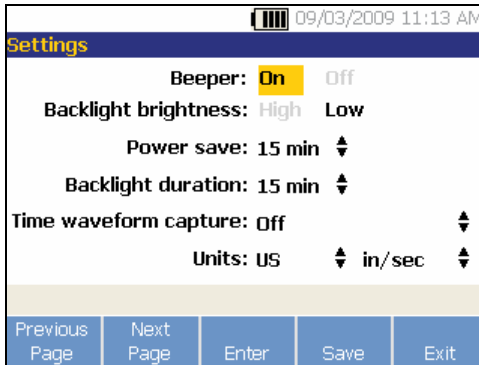 09/03/2009 11:13 AM
Settings
Beeper: On Off
Backlight brightness: High Low
Power save: 15 min
Backlight duration: 15 min
Time waveform capture: Off
Units: US in/sec
Previous Page Next Page Enter Save Exit